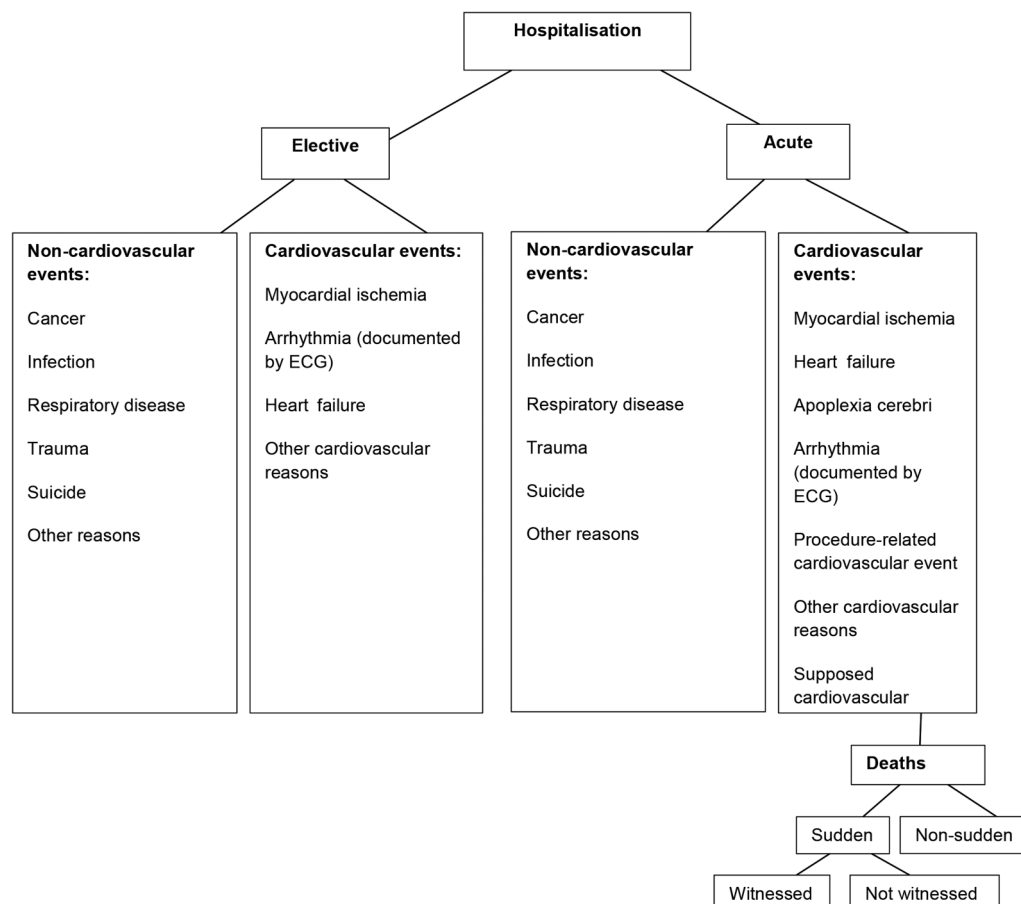 Hospitalisation
Elective
Acute
Non-cardiovascular
events:
Cancer
Infection
Respiratory disease
Trauma
Suicide
Other reasons
Cardiovascular events:
Myocardial ischemia
Arrhythmia (documented
by ECG)
Heart failure
Other cardiovascular
reasons
Non-cardiovascular
events:
Cancer
Infection
Respiratory disease
Trauma
Suicide
Other reasons
Cardiovascular
events:
Myocardial ischemia
Heart failure
Apoplexia cerebri
Arrhythmia
(documented by
ECG)
Procedure-related
cardiovascular event
Other cardiovascular
reasons
Supposed
cardiovascular
Deaths
Sudden
Non-sudden
Witnessed
Not witnessed